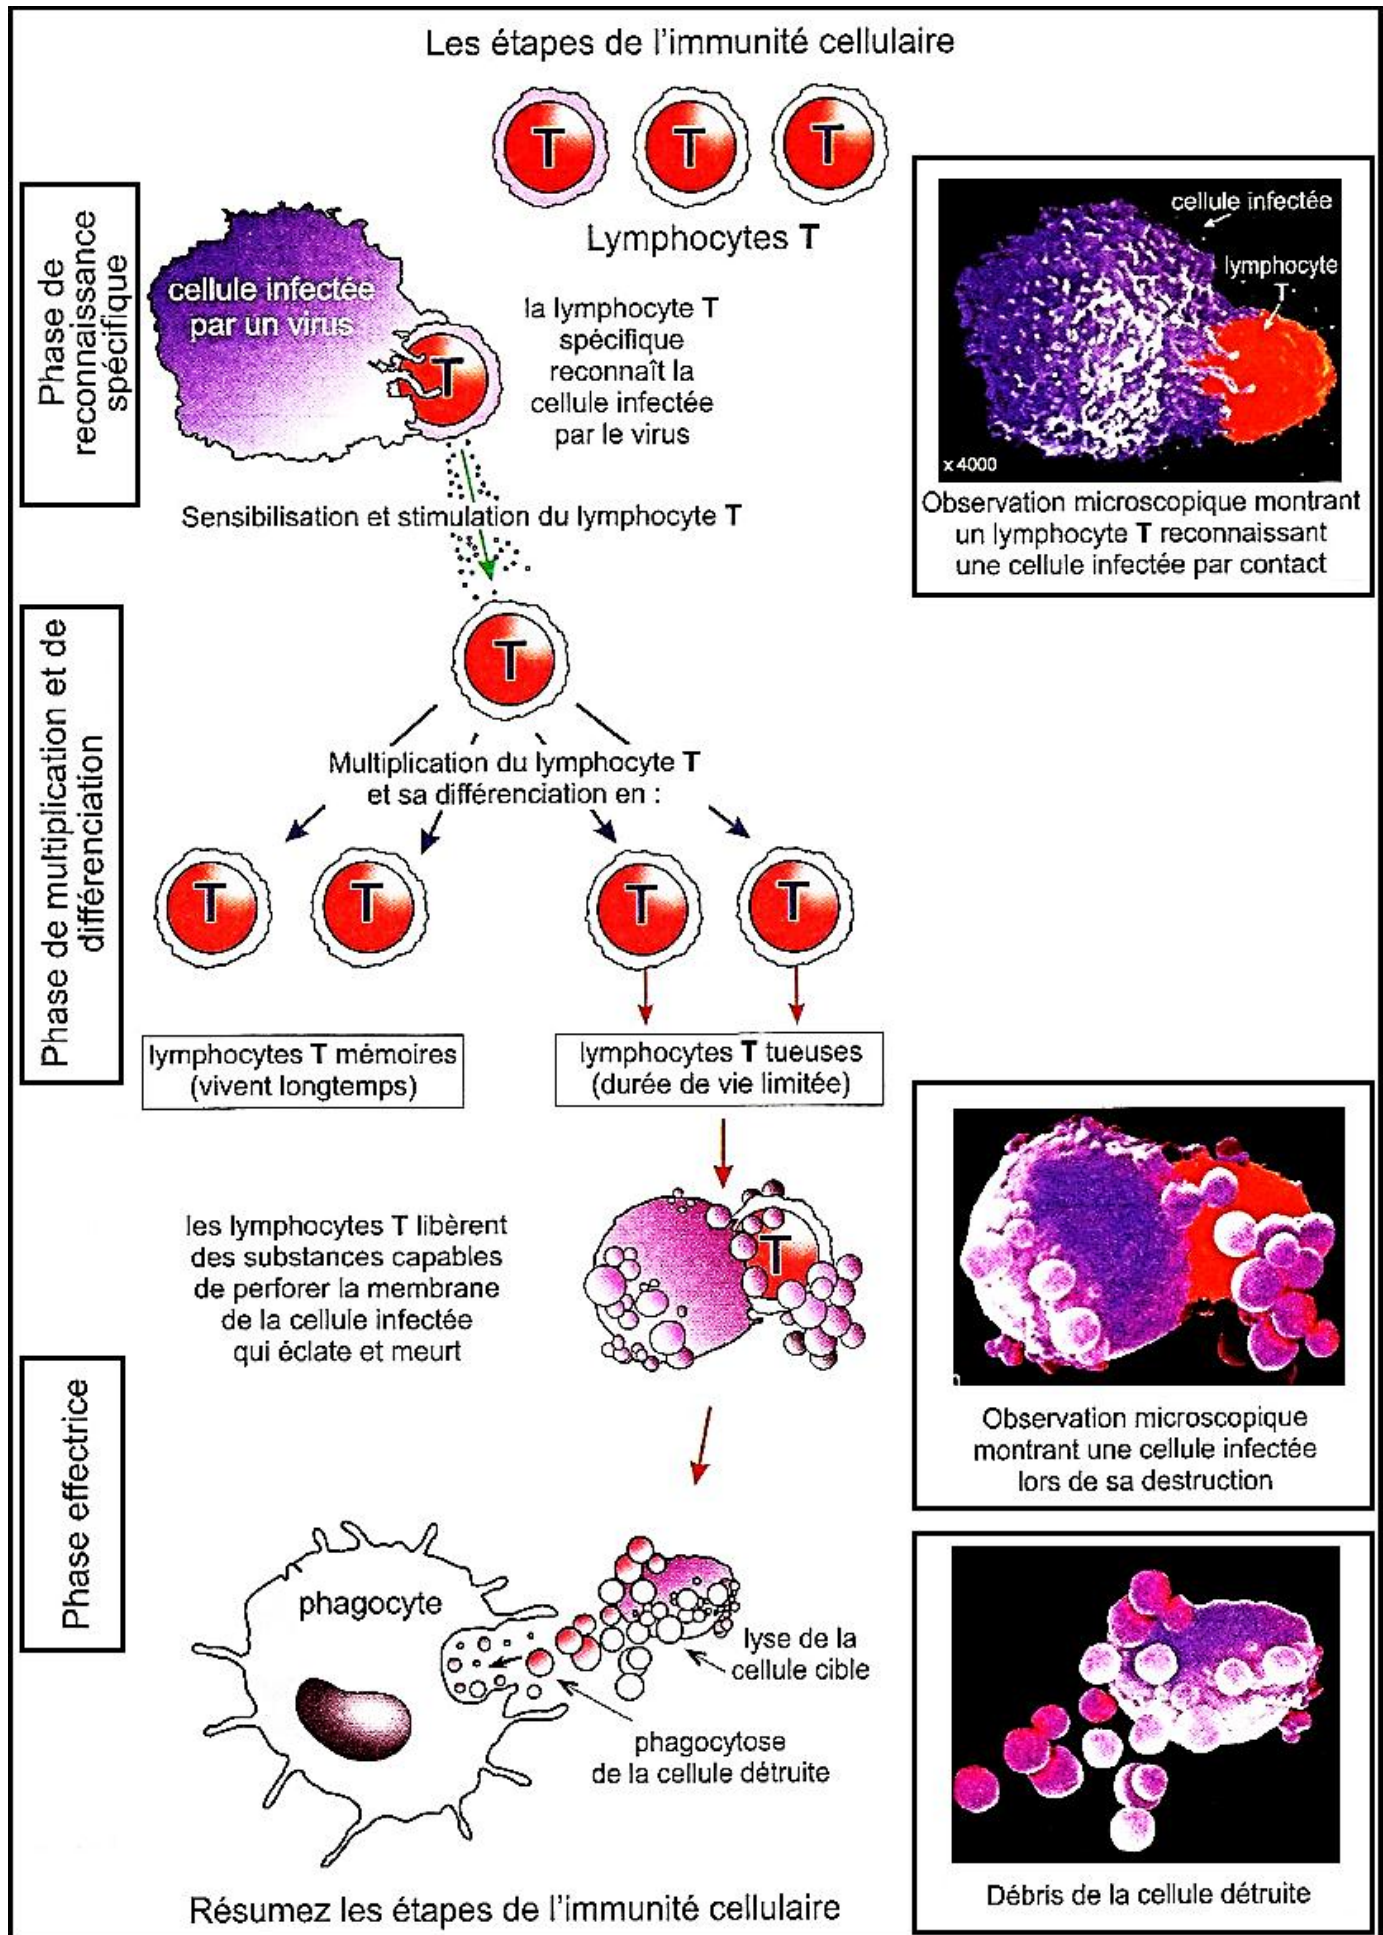 Les étapes de l'immunité cellulaire
T
T
T
Lymphocytes T
Phase de
reconnaissance
spécifique
cellule infectée
par un virus
T
la lymphocyte T
spécifique
reconnaît la
cellule infectée
par le virus
cellule infectée
lymphocyte
T
x 4000
Observation microscopique montrant
un lymphocyte T reconnaissant
une cellule infectée par contact
Sensibilisation et stimulation du lymphocyte T
Phase de multiplication et de
différenciation
T
Multiplication du lymphocyte T
et sa différenciation en :
T
T
T
T
lymphocytes T mémoires
(vivent longtemps)
lymphocytes T tueuses
(durée de vie limitée)
les lymphocytes T libèrent
des substances capables
de perforer la membrane
de la cellule infectée
qui éclate et meurt
T
Observation microscopique
montrant une cellule infectée
lors de sa destruction
Phase effectrice
phagocyte
lyse de la
cellule cible
phagocytose
de la cellule détruite
Débris de la cellule détruite
Résumez les étapes de l'immunité cellulaire